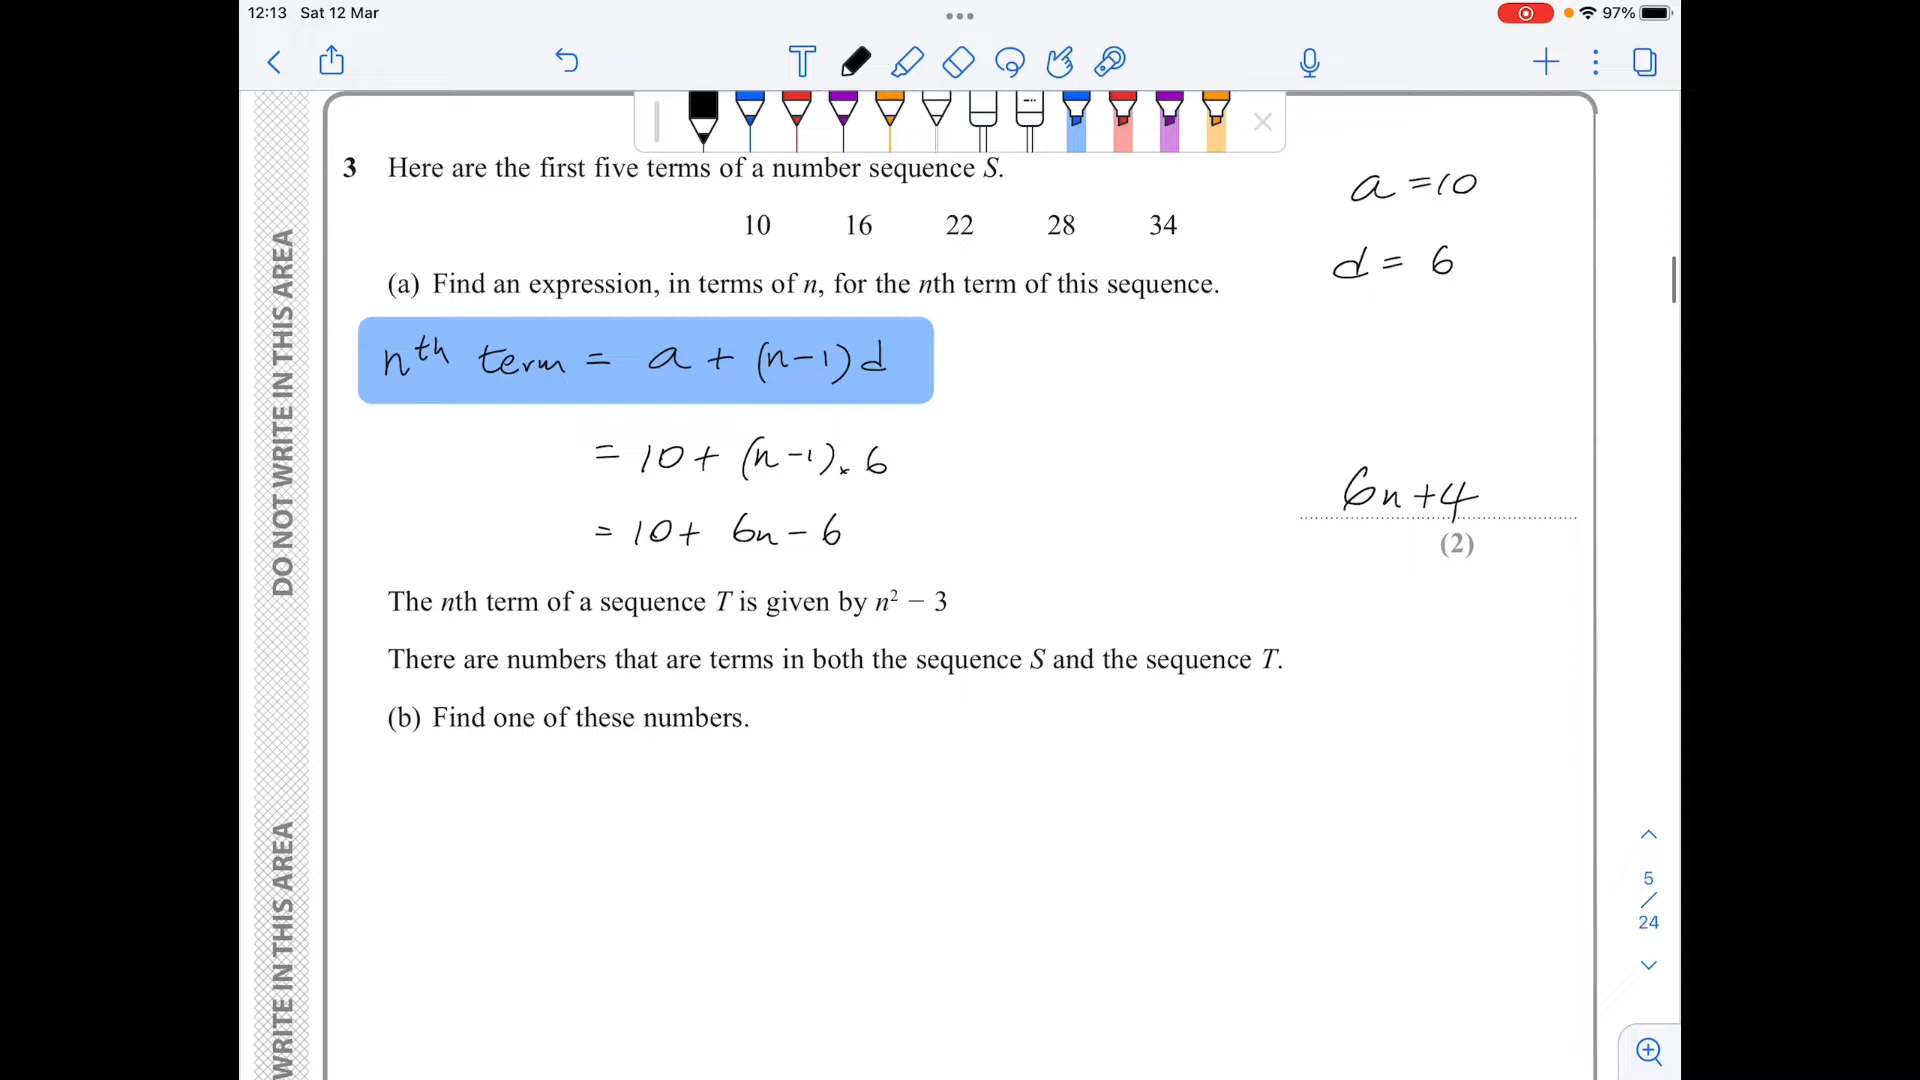 12:13 Sat 12 Mar
97%
3 Here are the first five terms of a number sequence S.
10 16 22 28 34
a = 10
d = 6
(a) Find an expression, in terms of n, for the nth term of this sequence.
nth term = a + (n-1)d
= 10 + (n-1) × 6
= 10 + 6n - 6
6n+4
(2)
The nth term of a sequence T is given by n² − 3
There are numbers that are terms in both the sequence S and the sequence T.
(b) Find one of these numbers.
DO NOT WRITE IN THIS AREA
WRITE IN THIS AREA
5
/
24